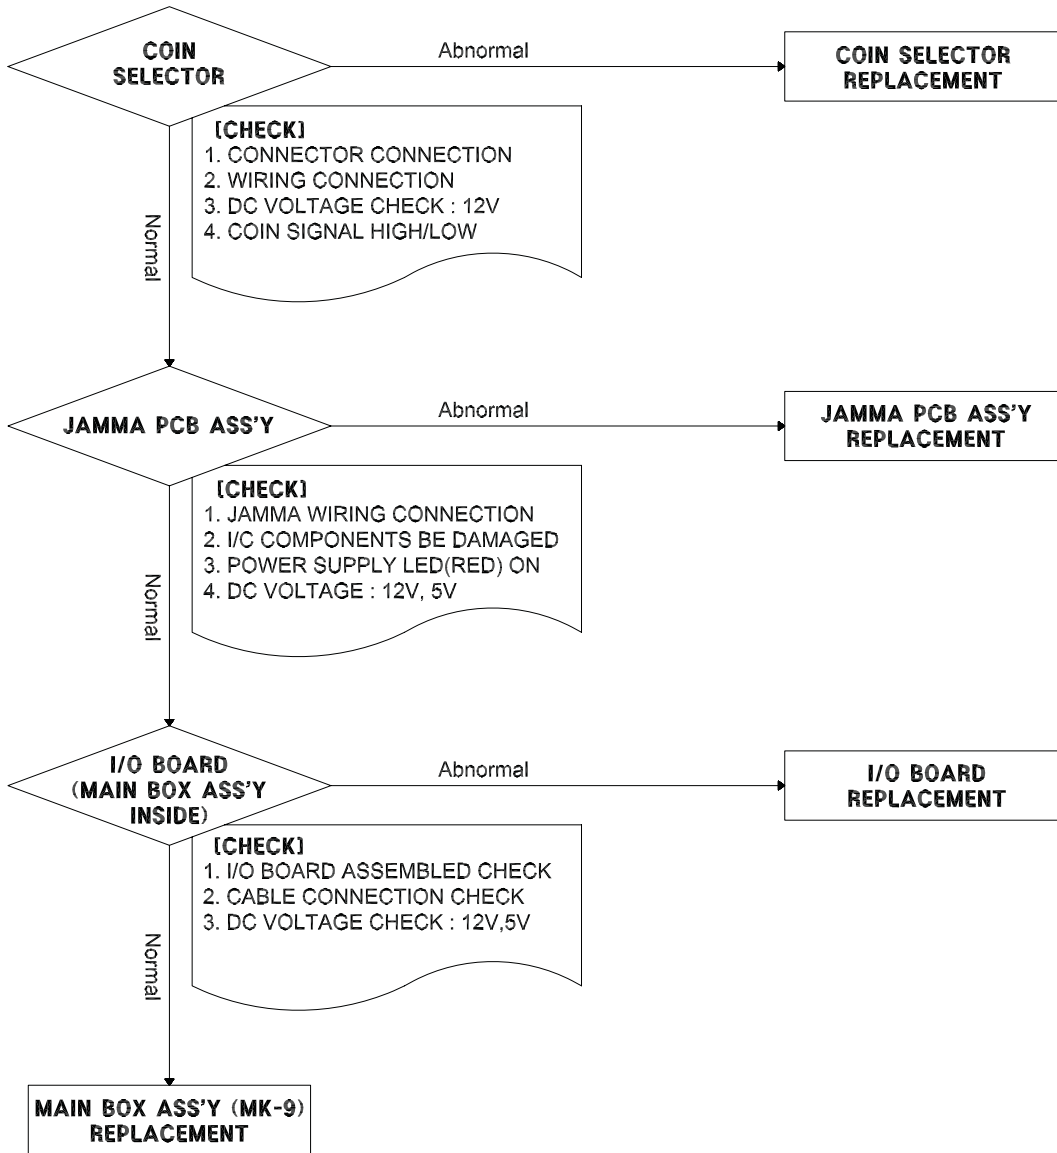 COIN
SELECTOR
Abnormal
COIN SELECTOR
REPLACEMENT
[CHECK]
1. CONNECTOR CONNECTION
2. WIRING CONNECTION
3. DC VOLTAGE CHECK : 12V
4. COIN SIGNAL HIGH/LOW
Normal
JAMMA PCB ASS'Y
Abnormal
JAMMA PCB ASS'Y
REPLACEMENT
[CHECK]
1. JAMMA WIRING CONNECTION
2. I/C COMPONENTS BE DAMAGED
3. POWER SUPPLY LED(RED) ON
4. DC VOLTAGE : 12V, 5V
Normal
I/O BOARD
(MAIN BOX ASS'Y
INSIDE)
Abnormal
I/O BOARD
REPLACEMENT
[CHECK]
1. I/O BOARD ASSEMBLED CHECK
2. CABLE CONNECTION CHECK
3. DC VOLTAGE CHECK : 12V,5V
Normal
MAIN BOX ASS'Y (MK-9)
REPLACEMENT